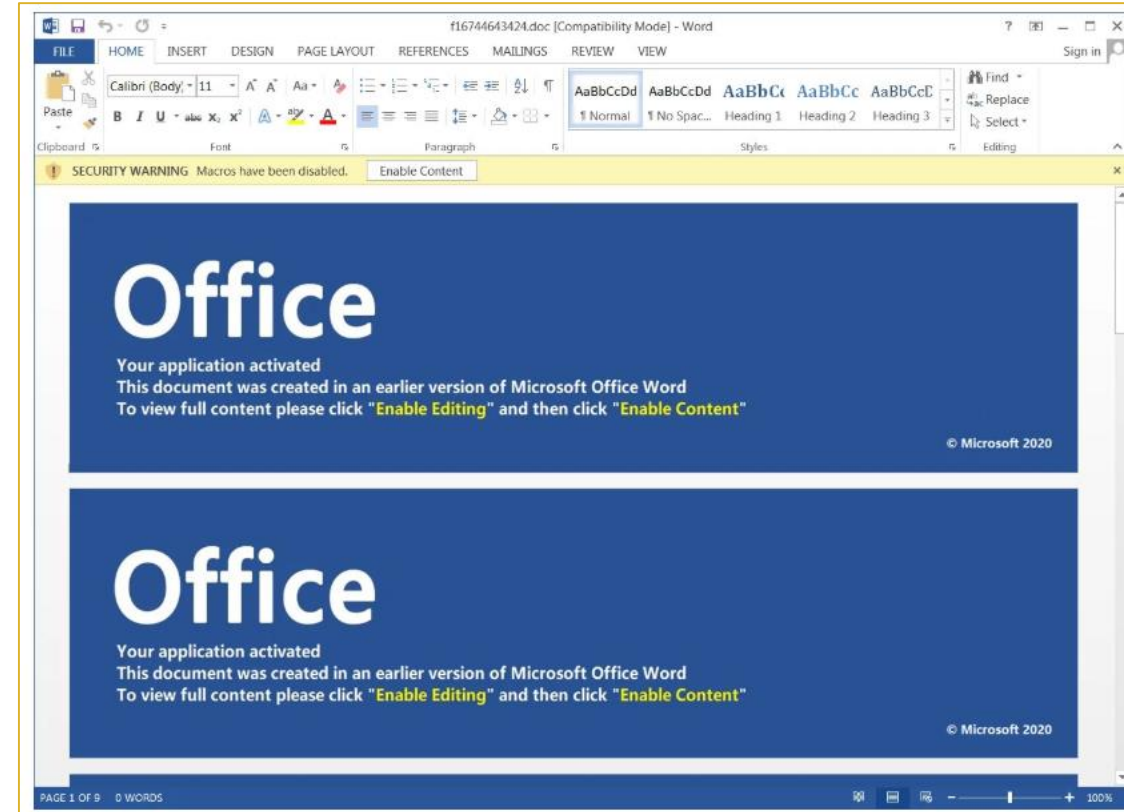 f16744643424.doc [Compatibility Mode] - Word
FILE HOME INSERT DESIGN PAGE LAYOUT REFERENCES MAILINGS REVIEW VIEW Sign in
Paste
Calibri (Body) 11
AaBbCcDd AaBbCcDd AaBbCc AaBbCc AaBbCcD
¶ Normal ¶ No Spac... Heading 1 Heading 2 Heading 3
Find
Replace
Select
Clipboard Font Paragraph Styles Editing
SECURITY WARNING Macros have been disabled. Enable Content
Office
Your application activated
This document was created in an earlier version of Microsoft Office Word
To view full content please click "Enable Editing" and then click "Enable Content"
© Microsoft 2020
Office
Your application activated
This document was created in an earlier version of Microsoft Office Word
To view full content please click "Enable Editing" and then click "Enable Content"
© Microsoft 2020
PAGE 1 OF 9 0 WORDS 100%